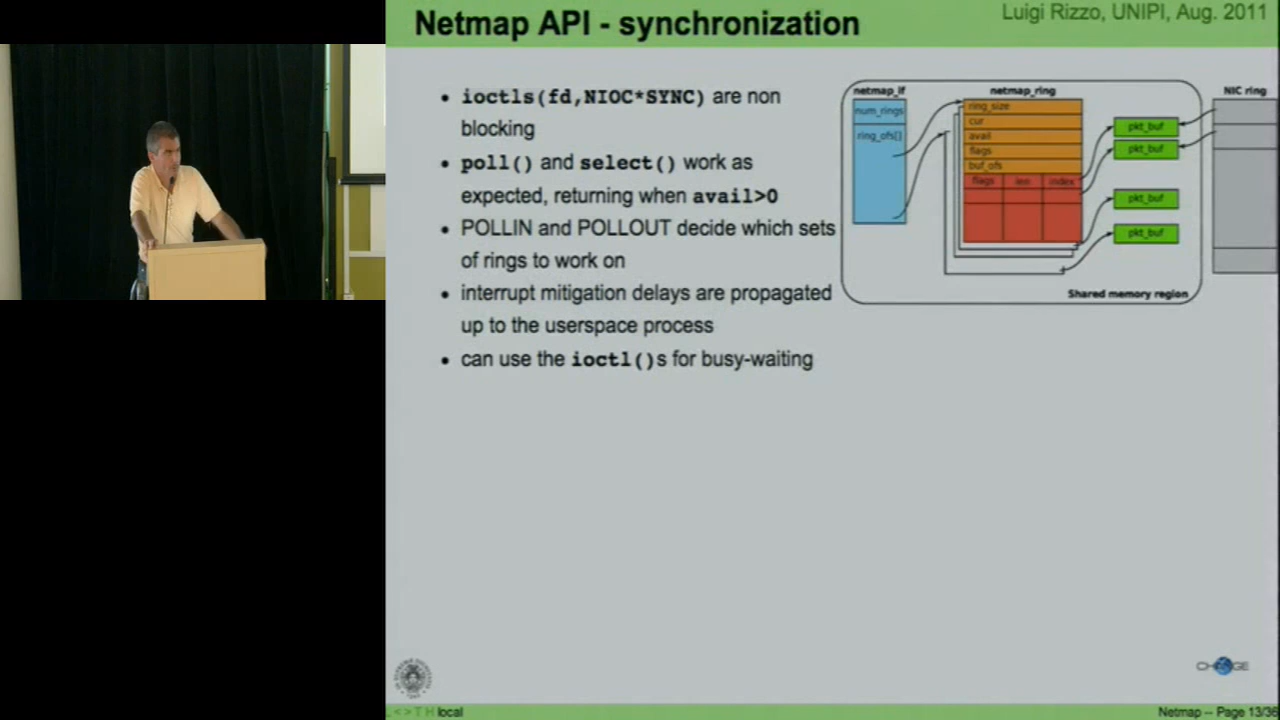 Netmap API - synchronization
Luigi Rizzo, UNIPI, Aug. 2011
• ioctls(fd,NIOC*SYNC) are non
blocking
• poll() and select() work as
expected, returning when avail>0
• POLLIN and POLLOUT decide which sets
of rings to work on
• interrupt mitigation delays are propagated
up to the userspace process
• can use the ioctl()s for busy-waiting
netmap_if
num_rings
ring_ofs[]
netmap_ring
ring_size
cur
avail
flags
buf_ofs
flags len index
pkt_buf
pkt_buf
pkt_buf
pkt_buf
NIC ring
Shared memory region
CHANGE
< > T H local
Netmap -- Page 13/36